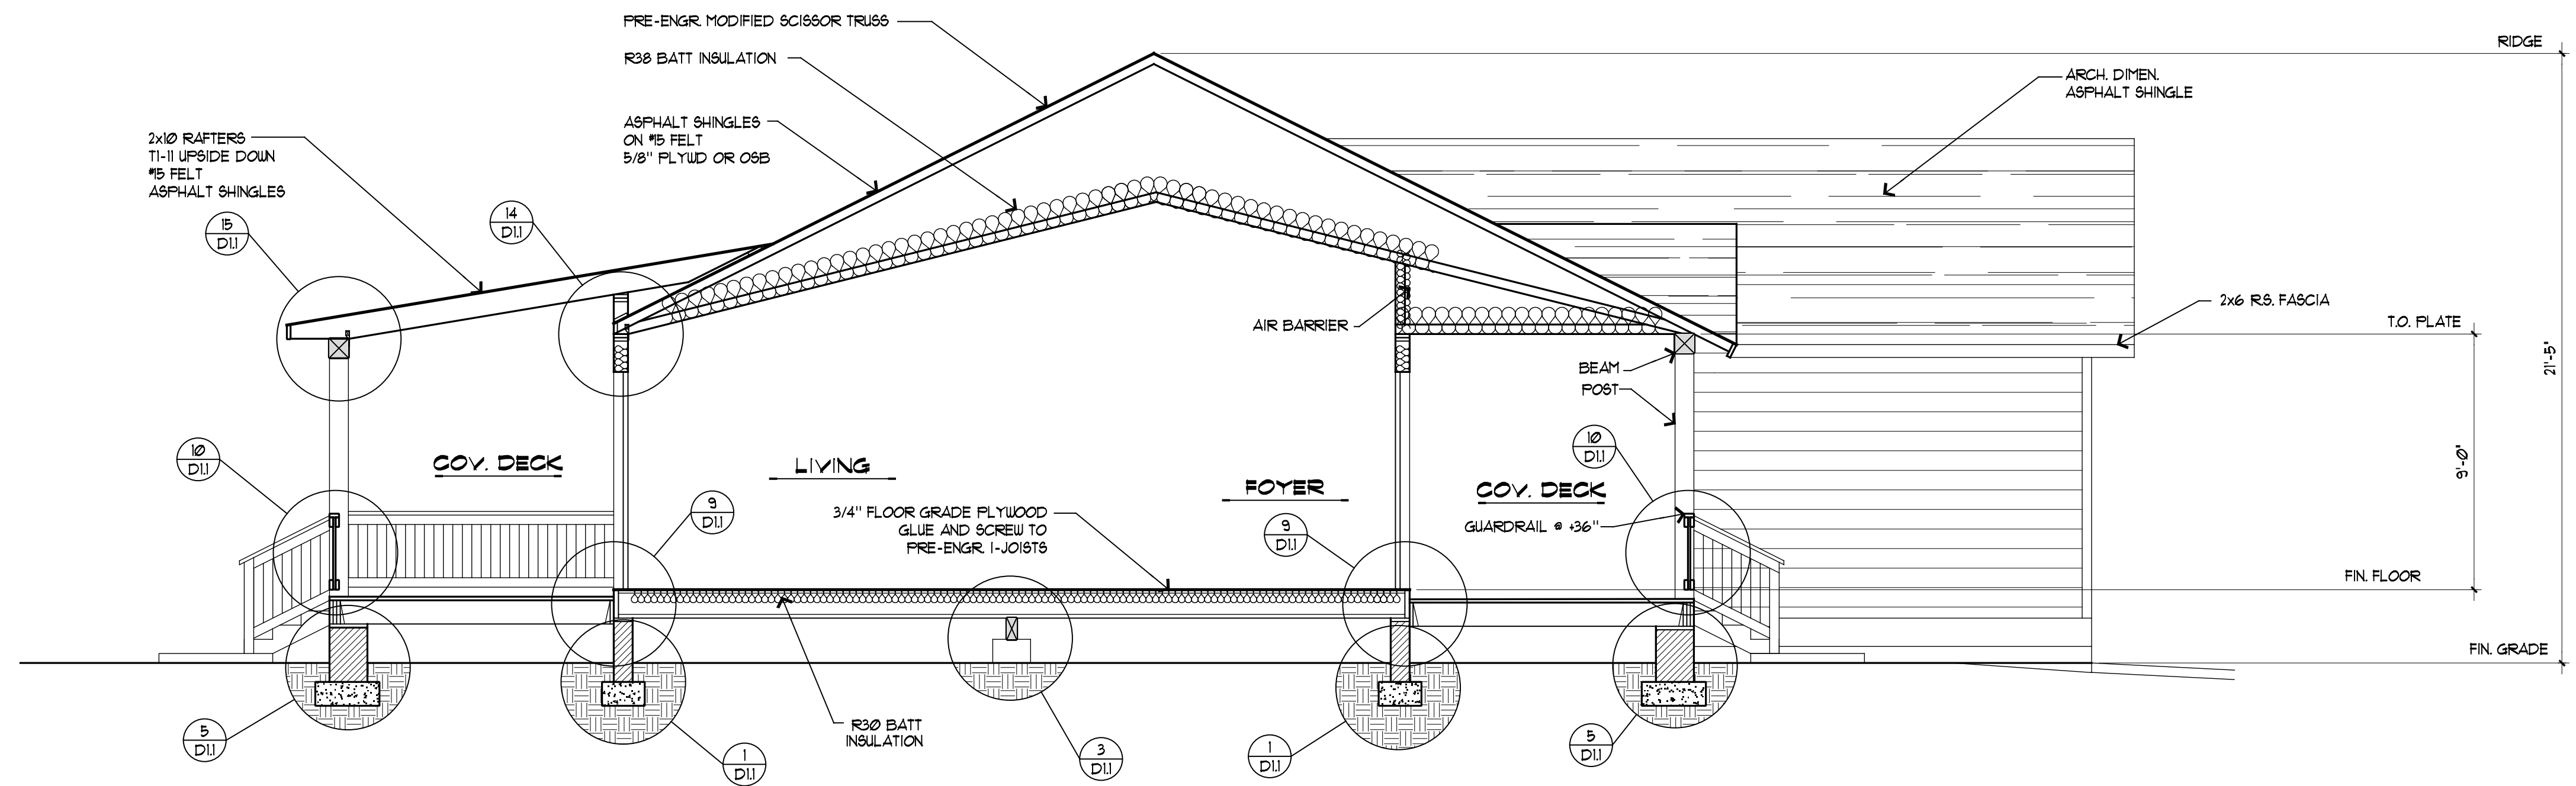 PRE-ENGR. MODIFIED SCISSOR TRUSS
RIDGE
R38 BATT INSULATION
ARCH. DIMEN.
ASPHALT SHINGLE
ASPHALT SHINGLES
ON #15 FELT
5/8" PLYWD OR OSB
2x10 RAFTERS
T1-11 UPSIDE DOWN
#15 FELT
ASPHALT SHINGLES
15
D1.1
14
D1.1
2x6 R.S. FASCIA
T.O. PLATE
AIR BARRIER
21'-5"
BEAM
POST
10
D1.1
COV. DECK
LIVING
FOYER
COV. DECK
10
D1.1
9'-0"
9
D1.1
3/4" FLOOR GRADE PLYWOOD
GLUE AND SCREW TO
PRE-ENGR. I-JOISTS
9
D1.1
GUARDRAIL @ +36"
FIN. FLOOR
FIN. GRADE
5
D1.1
1
D1.1
R30 BATT
INSULATION
3
D1.1
1
D1.1
5
D1.1